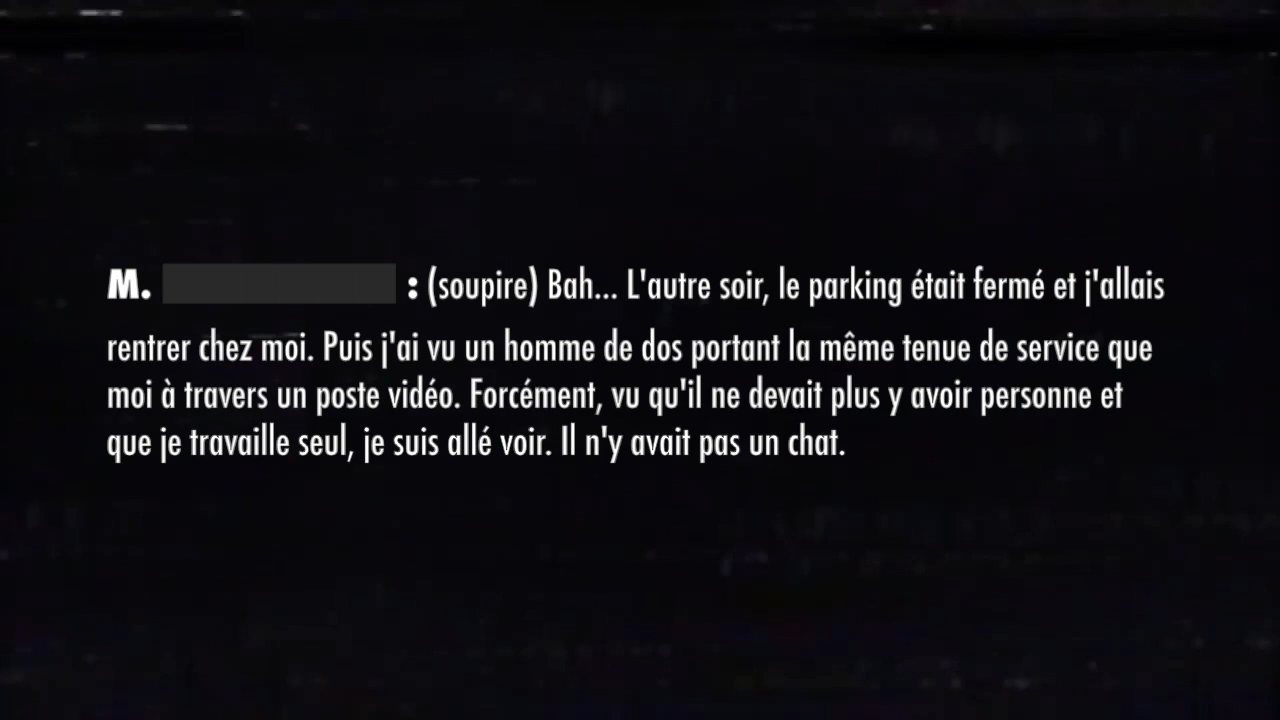 M. : (soupire) Bah... L'autre soir, le parking était fermé et j'allais
rentrer chez moi. Puis j'ai vu un homme de dos portant la même tenue de service que
moi à travers un poste vidéo. Forcément, vu qu'il ne devait plus y avoir personne et
que je travaille seul, je suis allé voir. Il n'y avait pas un chat.